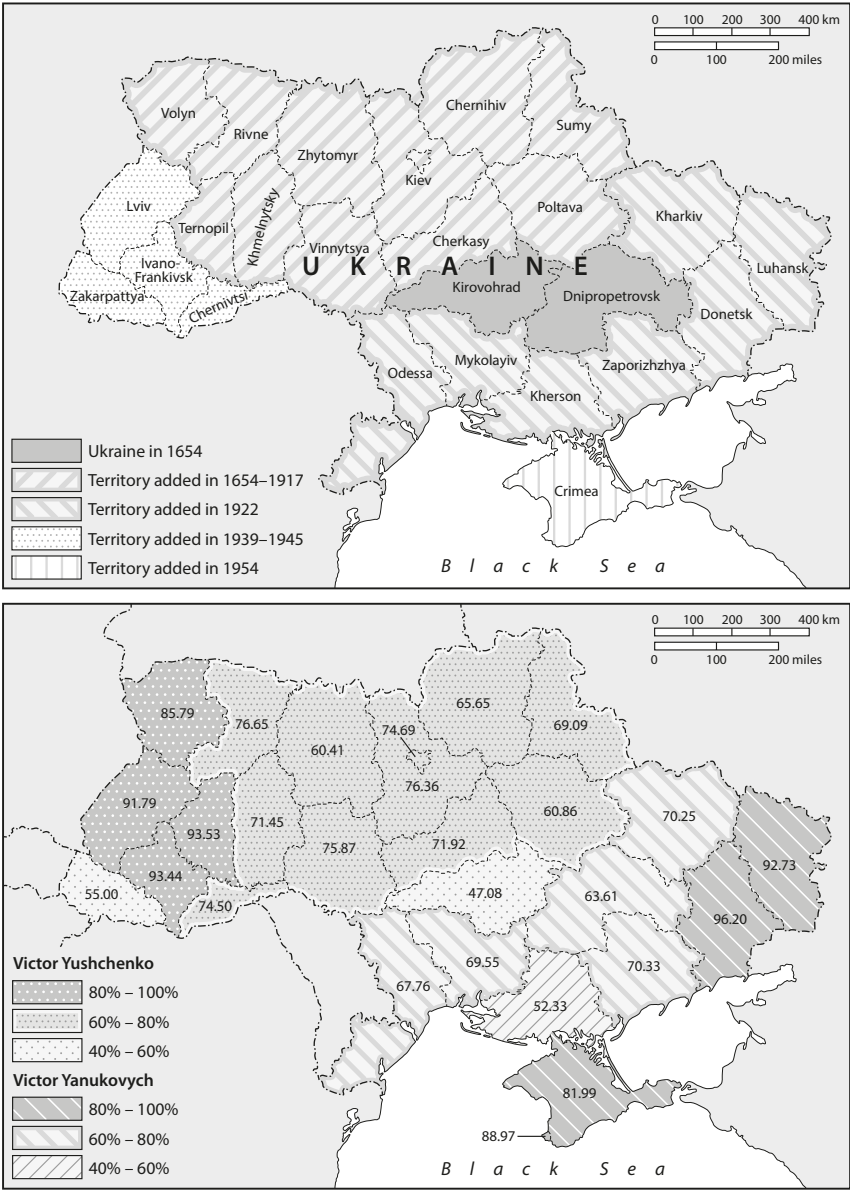 0 100 200 300 400 km
0 100 200 miles
Chernihiv
Volyn
Sumy
Rivne
Zhytomyr
Kiev
Lviv
Poltava
Kharkiv
Ternopil
Khmelnytsky
Vinnytsya
Cherkasy
UKRAINE
Ivano-
Frankivsk
Luhansk
Kirovohrad
Dnipropetrovsk
Zakarpattya
Chernivtsi
Donetsk
Mykolayiv
Odessa
Zaporizhzhya
Kherson
Ukraine in 1654
Territory added in 1654–1917
Territory added in 1922
Territory added in 1939–1945
Territory added in 1954
Crimea
Black Sea
0 100 200 300 400 km
0 100 200 miles
65.65
85.79
76.65
69.09
74.69
60.41
76.36
91.79
60.86
70.25
93.53
71.45
71.92
75.87
92.73
93.44
55.00
47.08
63.61
74.50
96.20
69.55
70.33
67.76
52.33
Victor Yushchenko
80% – 100%
60% – 80%
40% – 60%
Victor Yanukovych
80% – 100%
60% – 80%
40% – 60%
81.99
88.97
Black Sea